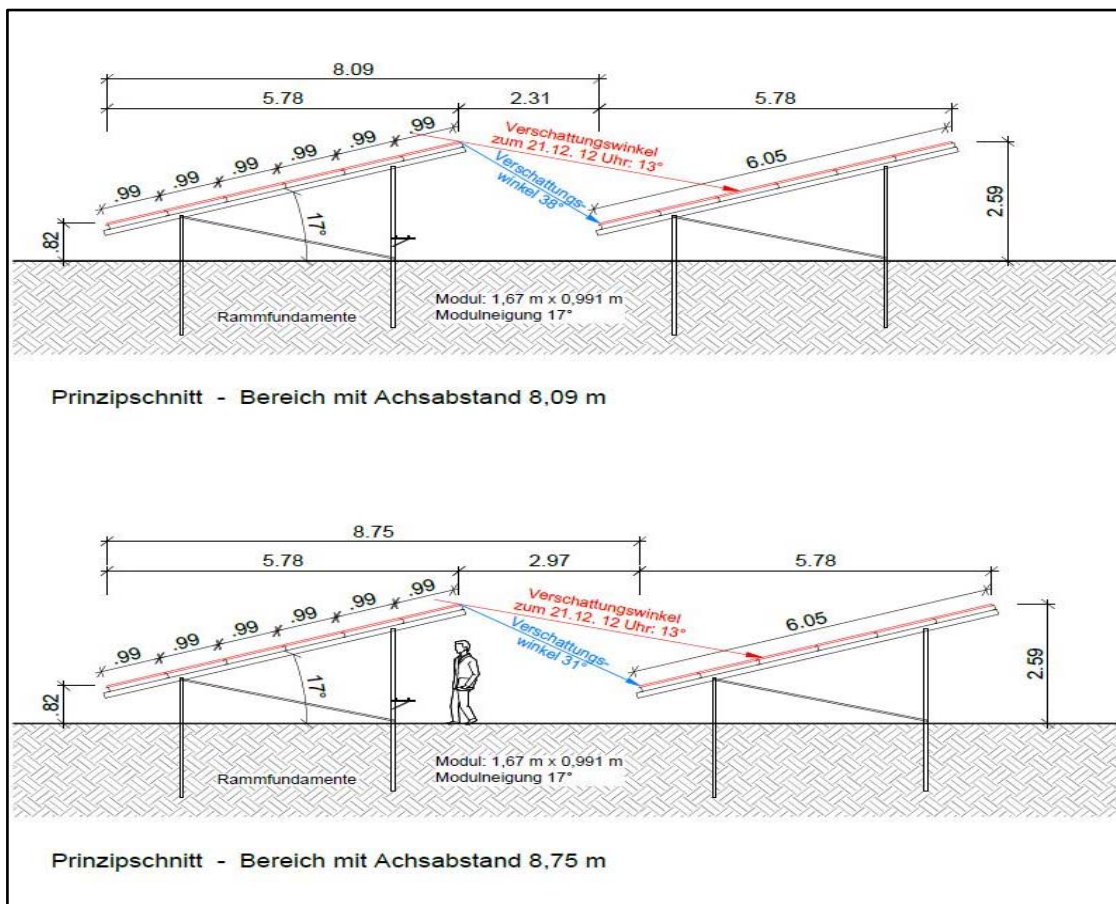 8.09
5.78
2.31
5.78
.99
.99
.99
.99
.99
.99
Verschattungswinkel
zum 21.12. 12 Uhr: 13°
Verschattungs-
winkel 38°
6.05
2.59
.82
17°
Rammfundamente
Modul: 1,67 m x 0,991 m
Modulneigung 17°
Prinzipschnitt - Bereich mit Achsabstand 8,09 m
8.75
5.78
2.97
5.78
.99
.99
.99
.99
.99
.99
Verschattungswinkel
zum 21.12. 12 Uhr: 13°
Verschattungs-
winkel 31°
6.05
2.59
.82
17°
Rammfundamente
Modul: 1,67 m x 0,991 m
Modulneigung 17°
Prinzipschnitt - Bereich mit Achsabstand 8,75 m